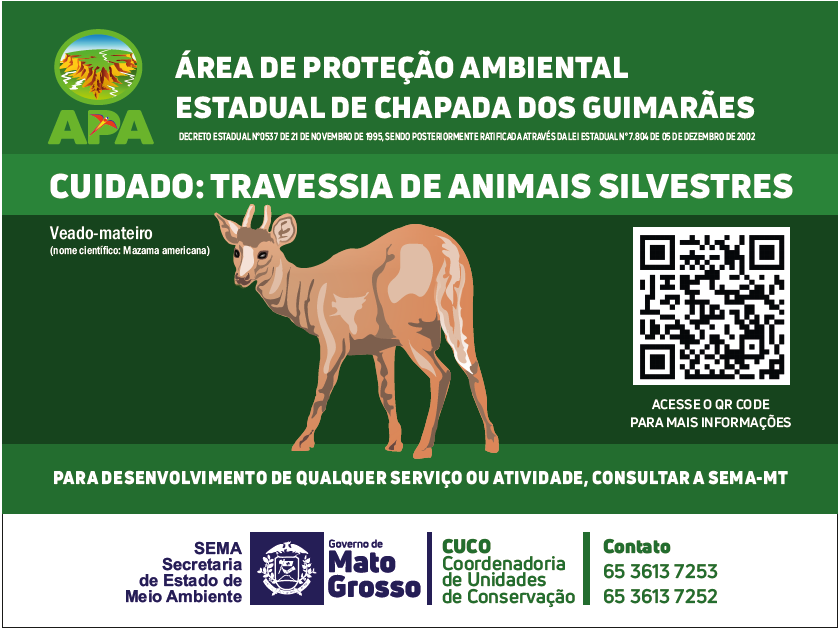 APA
ÁREA DE PROTEÇÃO AMBIENTAL
ESTADUAL DE CHAPADA DOS GUIMARÃES
DECRETO ESTADUAL Nº0537 DE 21 DE NOVEMBRO DE 1995, SENDO POSTERIORMENTE RATIFICADA ATRAVÉS DA LEI ESTADUAL Nº 7.804 DE 05 DE DEZEMBRO DE 2002
CUIDADO: TRAVESSIA DE ANIMAIS SILVESTRES
Veado-mateiro
(nome científico: Mazama americana)
ACESSE O QR CODE
PARA MAIS INFORMAÇÕES
PARA DESENVOLVIMENTO DE QUALQUER SERVIÇO OU ATIVIDADE, CONSULTAR A SEMA-MT
SEMA
Secretaria
de Estado de
Meio Ambiente
Governo de
Mato
Grosso
CUCO
Coordenadoria
de Unidades
de Conservação
Contato
65 3613 7253
65 3613 7252